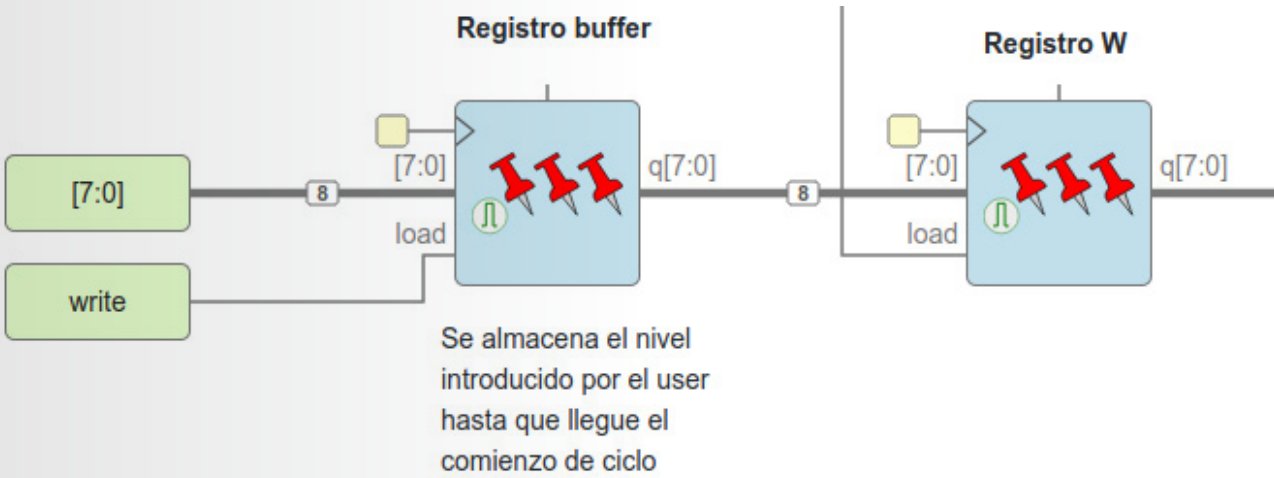 Registro buffer
Registro W
[7:0]
8
[7:0]
load
q[7:0]
8
[7:0]
load
q[7:0]
write
Se almacena el nivel
introducido por el user
hasta que llegue el
comienzo de ciclo